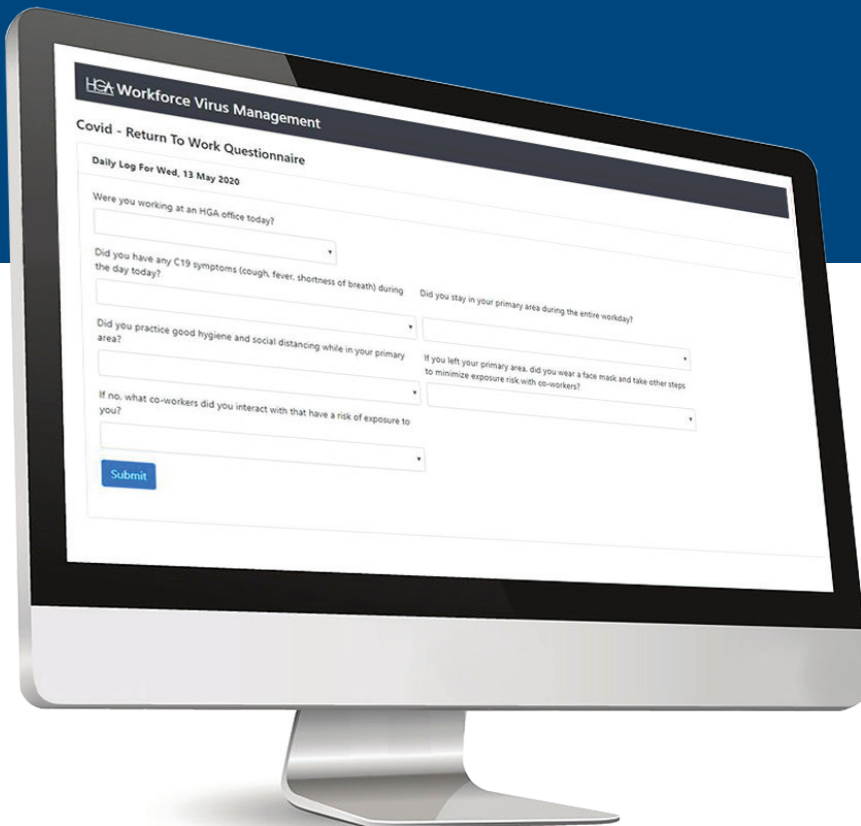 HGA Workforce Virus Management
Covid - Return To Work Questionnaire
Daily Log For Wed, 13 May 2020
Were you working at an HGA office today?
Did you have any C19 symptoms (cough, fever, shortness of breath) during
the day today?
Did you stay in your primary area during the entire workday?
Did you practice good hygiene and social distancing while in your primary
area?
If you left your primary area, did you wear a face mask and take other steps
to minimize exposure risk with co-workers?
If no, what co-workers did you interact with that have a risk of exposure to
you?
Submit